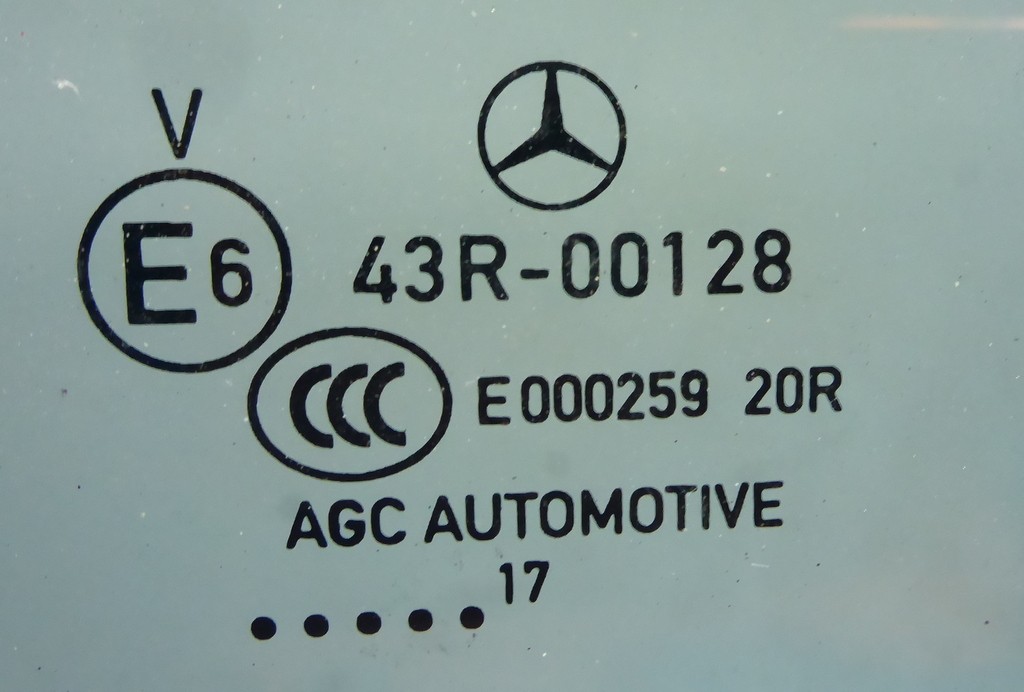 V
E6 43R-00128
CCC E000259 20R
AGC AUTOMOTIVE
17